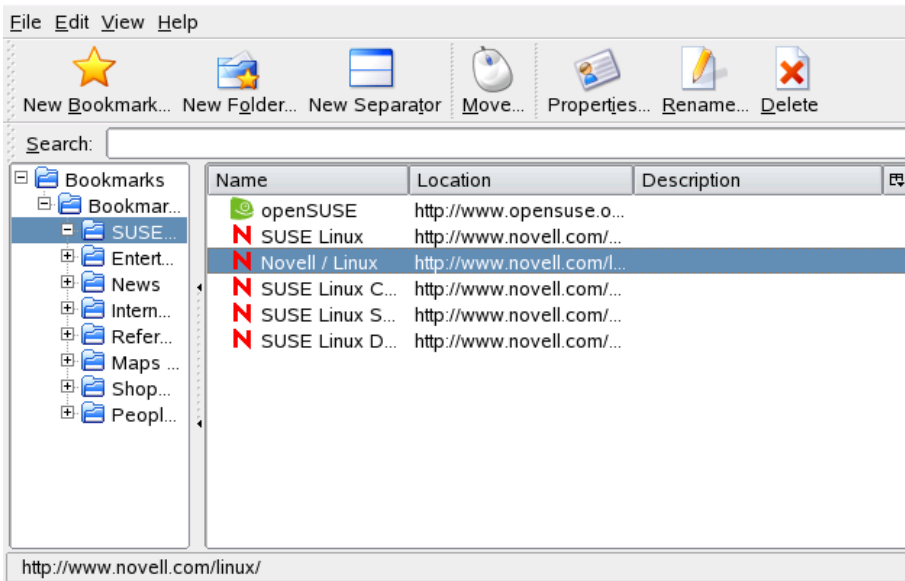 File Edit View Help
New Bookmark... New Folder... New Separator Move... Properties... Rename... Delete
Search:
Bookmarks
Bookmar...
SUSE...
Entert...
News
Intern...
Refer...
Maps ...
Shop...
Peopl...
Name Location Description
openSUSE http://www.opensuse.o...
SUSE Linux http://www.novell.com/...
Novell / Linux http://www.novell.com/l...
SUSE Linux C... http://www.novell.com/...
SUSE Linux S... http://www.novell.com/...
SUSE Linux D... http://www.novell.com/...
http://www.novell.com/linux/